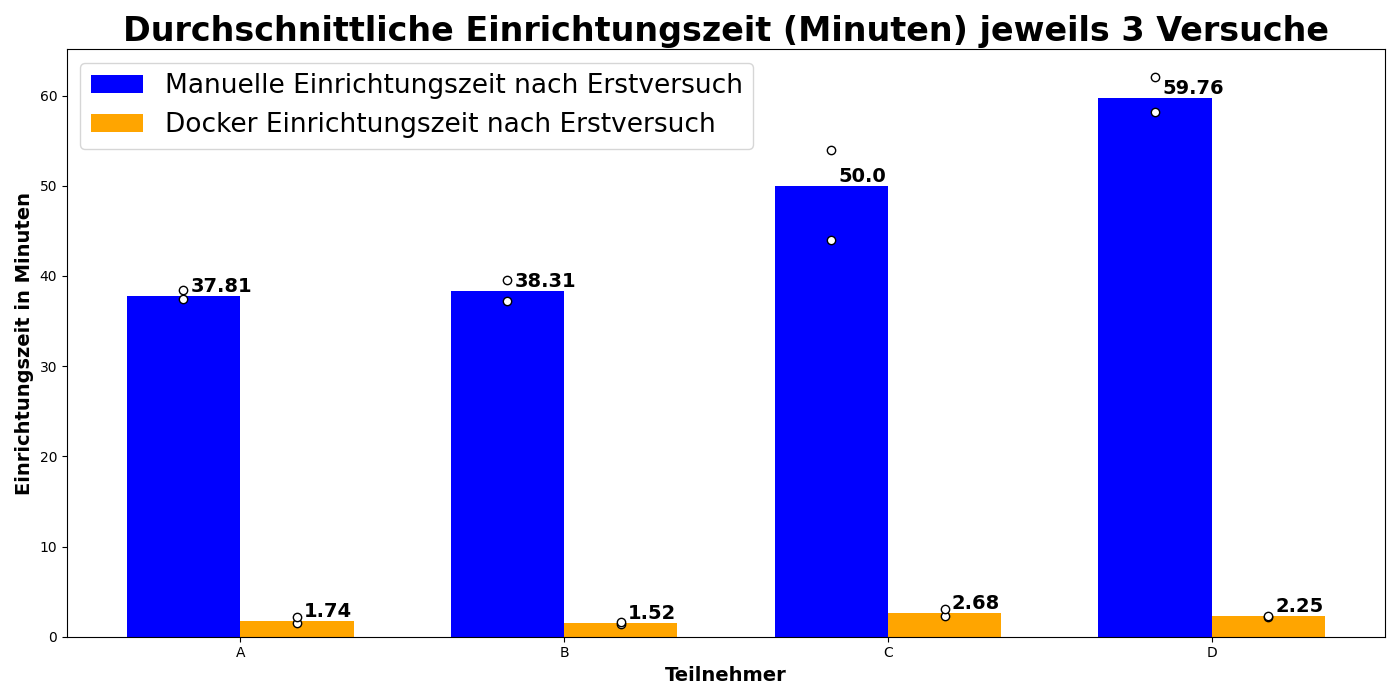 Durchschnittliche Einrichtungszeit (Minuten) jeweils 3 Versuche
Manuelle Einrichtungszeit nach Erstversuch
Docker Einrichtungszeit nach Erstversuch
Einrichtungszeit in Minuten
60
50
40
30
20
10
0
37.81
1.74
38.31
1.52
50.0
2.68
59.76
2.25
A
B
C
D
Teilnehmer